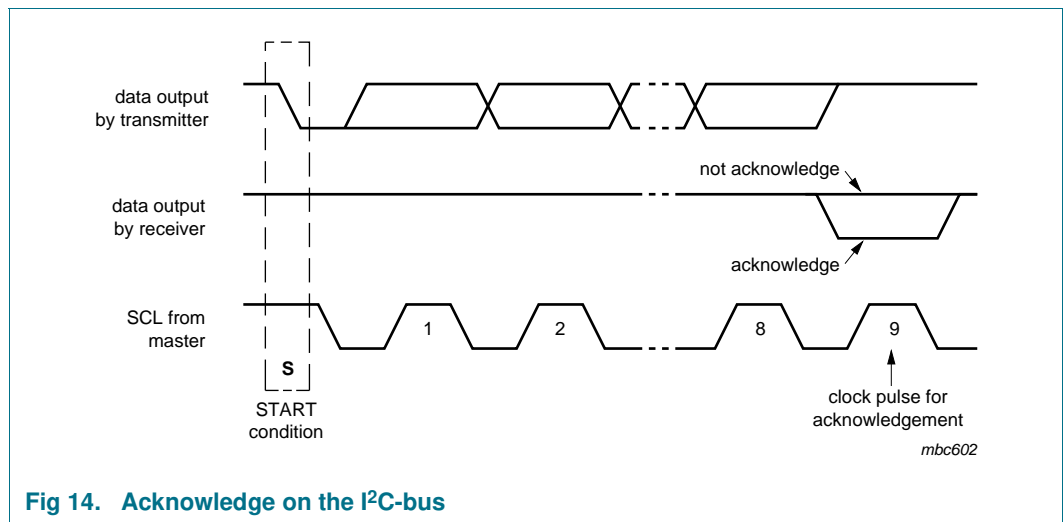 data output
by transmitter
not acknowledge
data output
by receiver
acknowledge
SCL from
master
1
2
8
9
S
START
condition
clock pulse for
acknowledgement
mbc602
Fig 14. Acknowledge on the I²C-bus